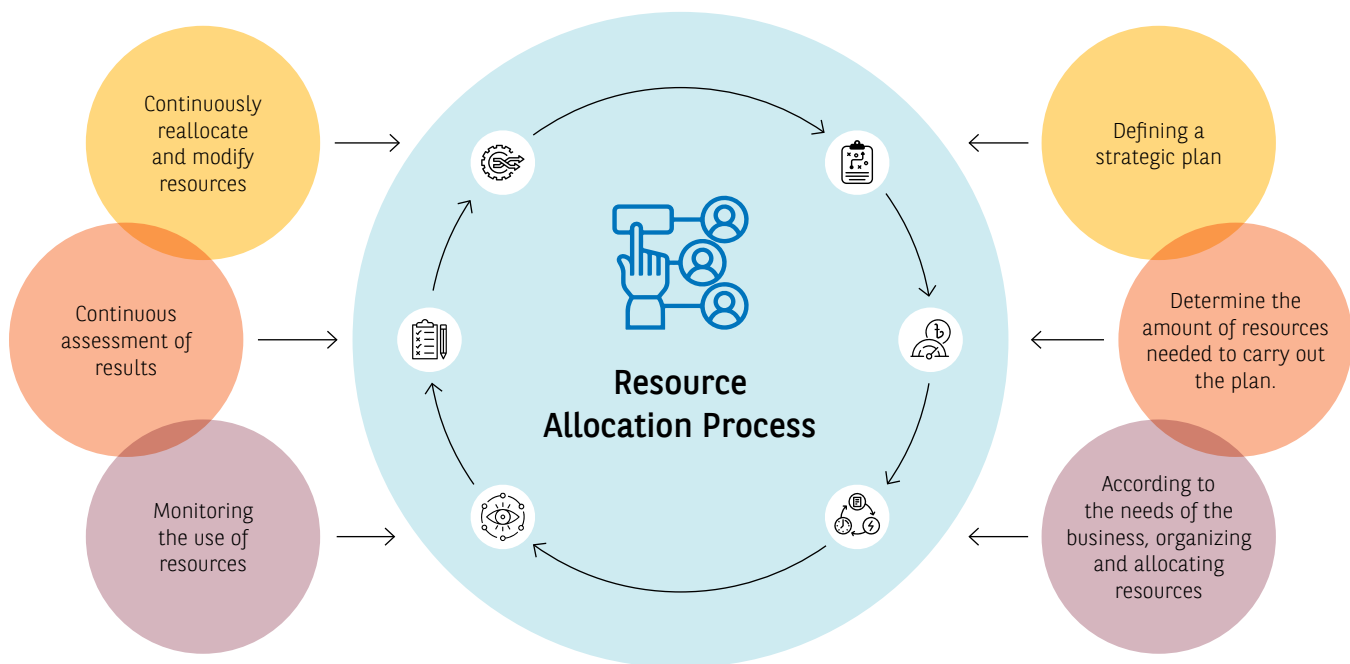 Continuously
reallocate
and modify
resources
Continuous
assessment of
results
Monitoring
the use of
resources
Resource
Allocation Process
Defining a
strategic plan
Determine the
amount of resources
needed to carry out
the plan.
According to
the needs of the
business, organizing
and allocating
resources
৳